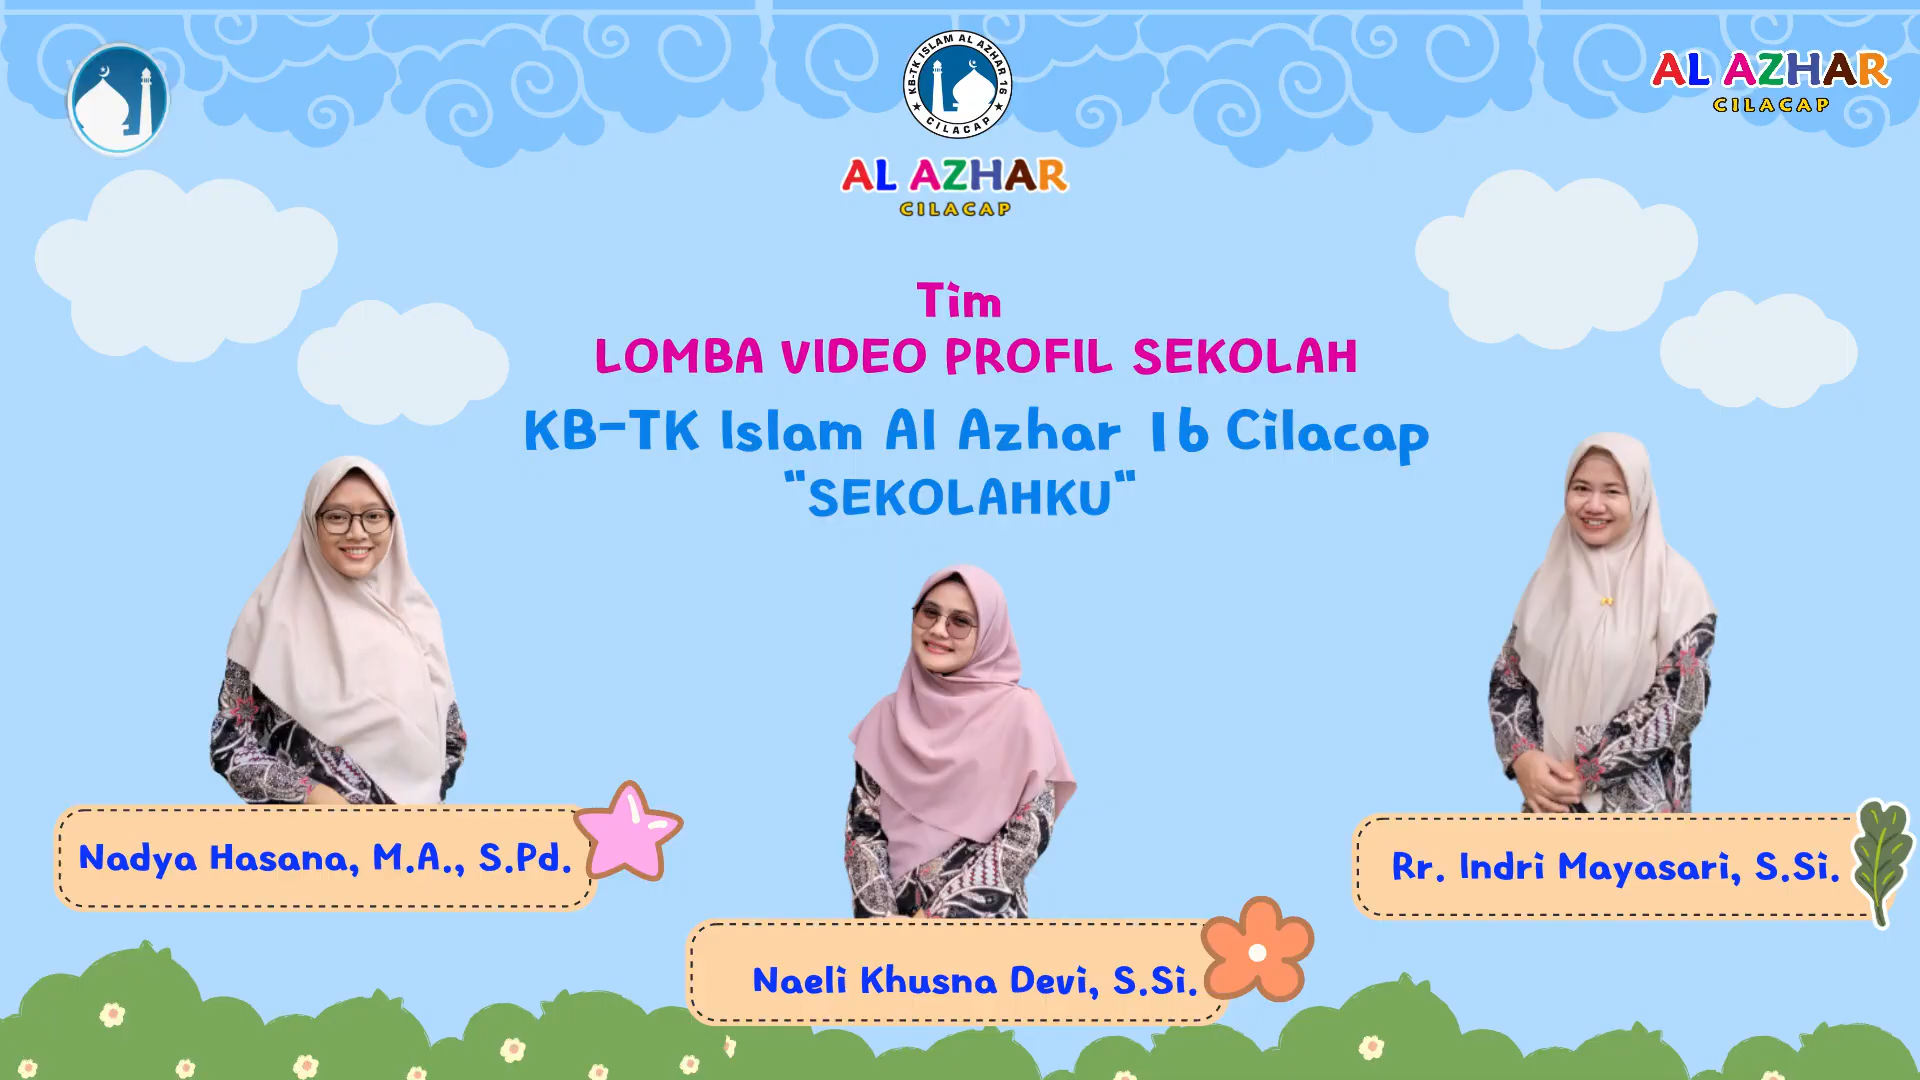 KB-TK ISLAM AL AZHAR 16
CILACAP
AL AZHAR
CILACAP
AL AZHAR
CILACAP
Tim
LOMBA VIDEO PROFIL SEKOLAH
KB-TK Islam Al Azhar 16 Cilacap
"SEKOLAHKU"
Nadya Hasana, M.A., S.Pd.
Naeli Khusna Devi, S.Si.
Rr. Indri Mayasari, S.Si.